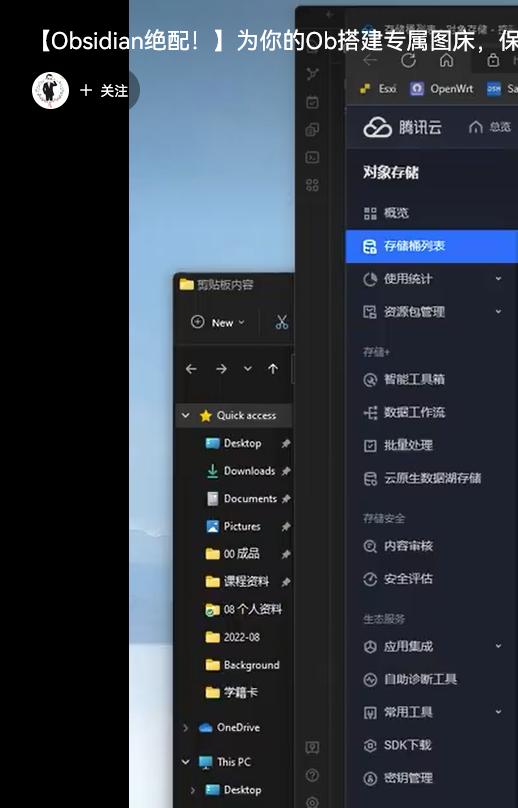 【Obsidian绝配！】为你的Ob搭建专属图床，保
+ 关注
Esxi
OpenWrt
腾讯云
总览
对象存储
概览
存储桶列表
使用统计
资源包管理
存储+
智能工具箱
数据工作流
批量处理
云原生数据湖存储
存储安全
内容审核
安全评估
生态服务
应用集成
自助诊断工具
常用工具
SDK下载
密钥管理
剪贴板内容
New
Quick access
Desktop
Downloads
Documents
Pictures
00 成品
课程资料
08 个人资料
2022-08
Background
学籍卡
OneDrive
This PC
Desktop